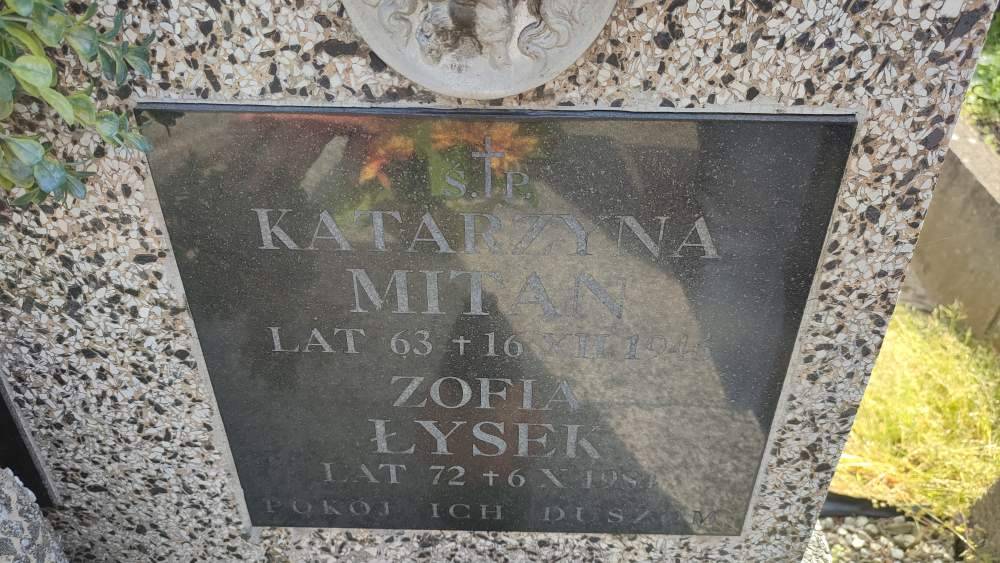 Ś. P.
KATARZYNA
MITAN
LAT 63 + 16 XII
ZOFIA
ŁYSEK
LAT 72 + 6 X
POKÓJ ICH DUSZOM